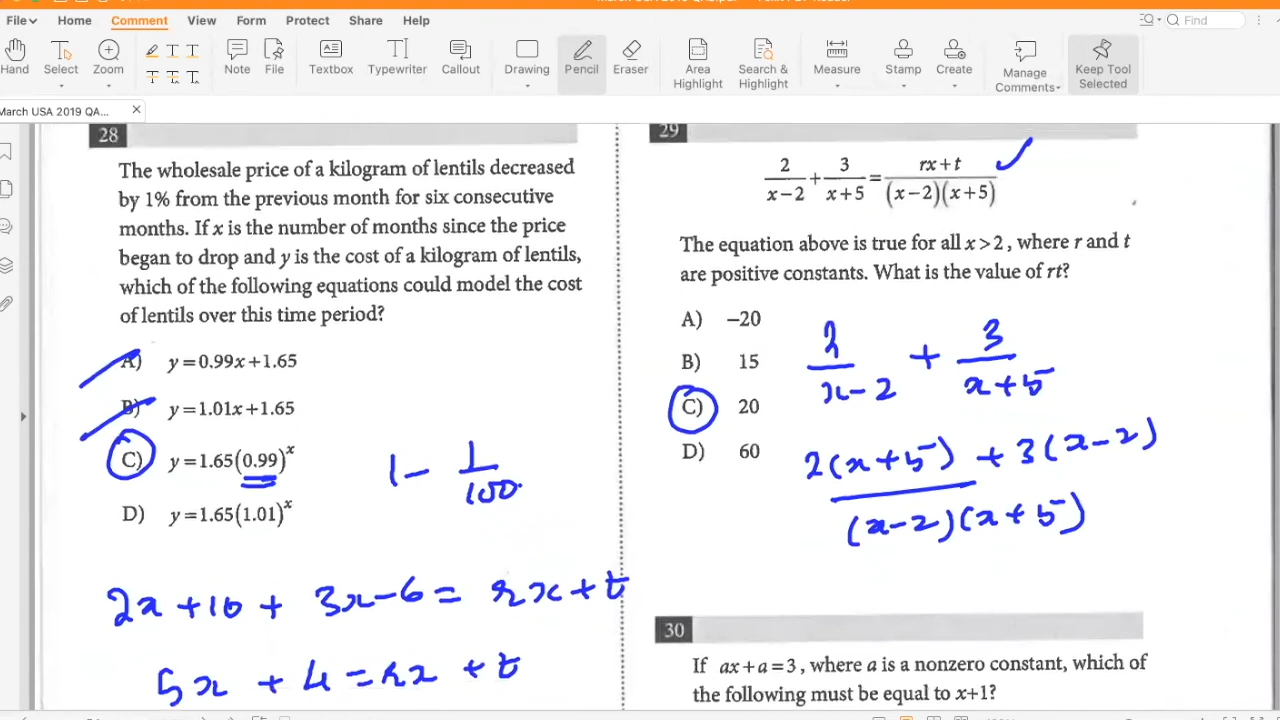 File Home Comment View Form Protect Share Help Find
Hand Select Zoom Note File Textbox Typewriter Callout Drawing Pencil Eraser Area Highlight Search & Highlight Measure Stamp Create Manage Comments Keep Tool Selected
March USA 2019 QA... ×
28
The wholesale price of a kilogram of lentils decreased
by 1% from the previous month for six consecutive
months. If x is the number of months since the price
began to drop and y is the cost of a kilogram of lentils,
which of the following equations could model the cost
of lentils over this time period?
A) y=0.99x+1.65
B) y=1.01x+1.65
C) y=1.65(0.99)^x
D) y=1.65(1.01)^x
1 - 1/100
2x + 10 + 3x - 6 = rx + t
5x + 4 = rx + t
29
2/(x−2) + 3/(x+5) = (rx+t)/((x−2)(x+5))
The equation above is true for all x>2, where r and t
are positive constants. What is the value of rt?
A) −20
B) 15
C) 20
D) 60
2/(x-2) + 3/(x+5)
2(x+5) + 3(x-2)
(x-2)(x+5)
30
If ax+a=3, where a is a nonzero constant, which of
the following must be equal to x+1?